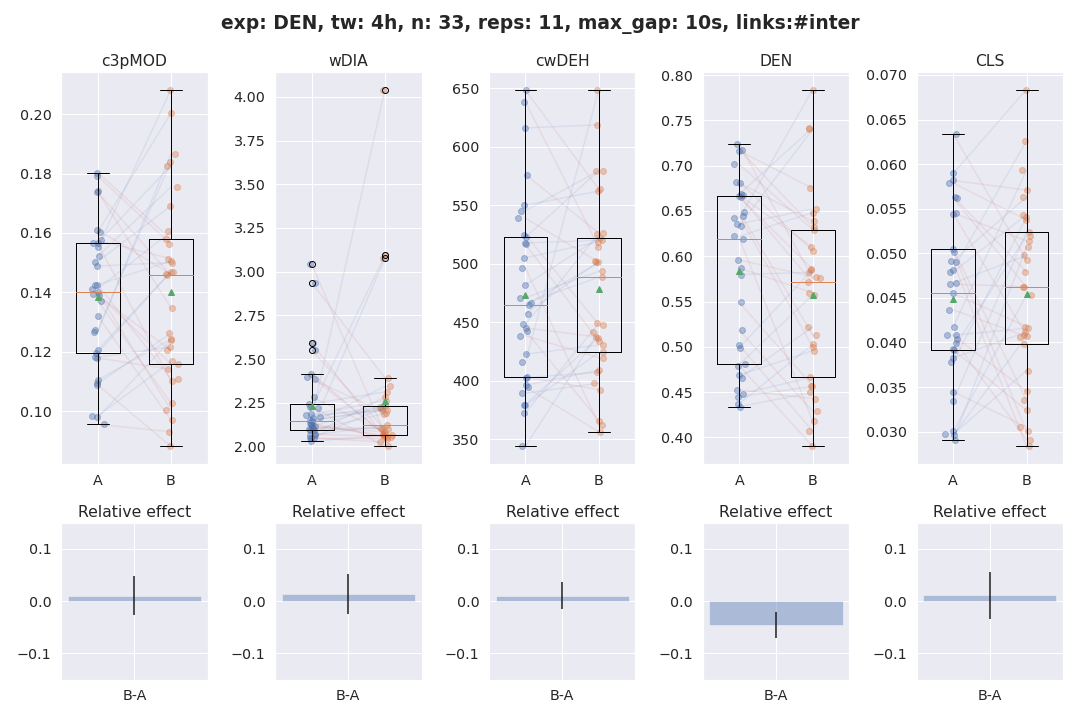 exp: DEN, tw: 4h, n: 33, reps: 11, max_gap: 10s, links:#inter
c3pMOD
wDIA
cwDEH
DEN
CLS
0.20
0.18
0.16
0.14
0.12
0.10
A
B
4.00
3.75
3.50
3.25
3.00
2.75
2.50
2.25
2.00
A
B
650
600
550
500
450
400
350
A
B
0.80
0.75
0.70
0.65
0.60
0.55
0.50
0.45
0.40
A
B
0.070
0.065
0.060
0.055
0.050
0.045
0.040
0.035
0.030
A
B
Relative effect
0.1
0.0
−0.1
B-A
Relative effect
0.1
0.0
−0.1
B-A
Relative effect
0.1
0.0
−0.1
B-A
Relative effect
0.1
0.0
−0.1
B-A
Relative effect
0.1
0.0
−0.1
B-A